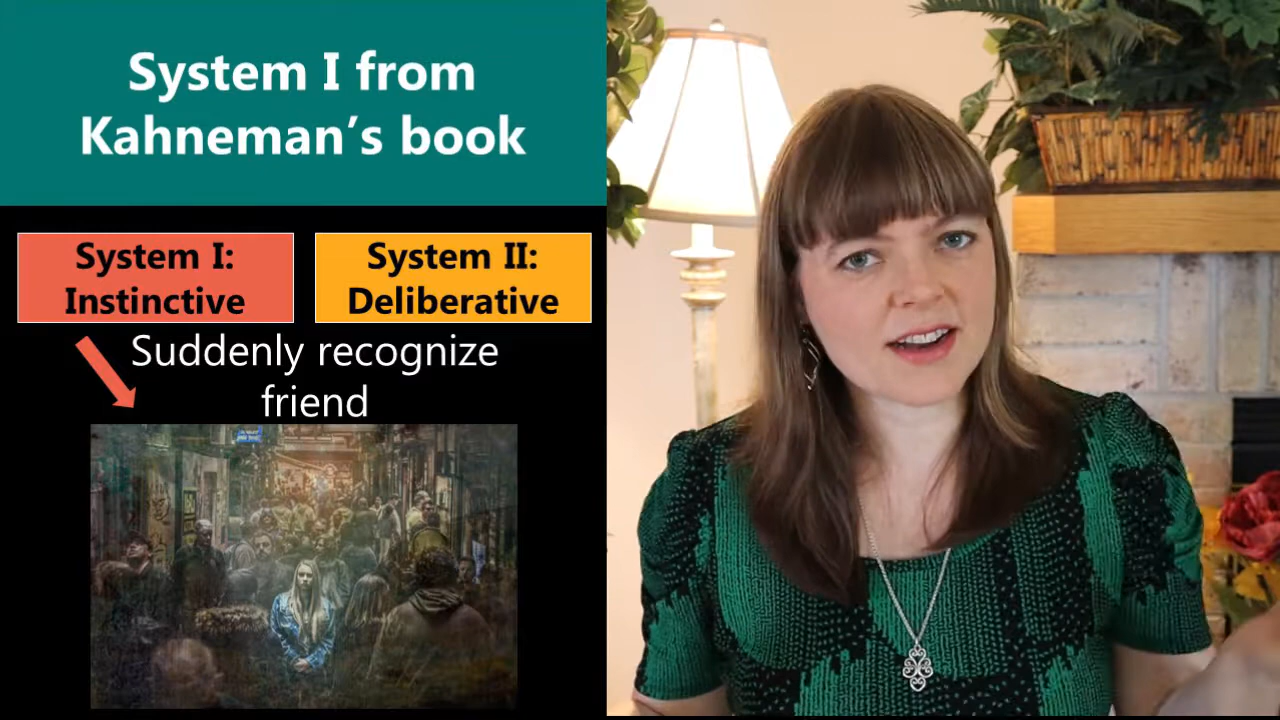 System I from
Kahneman's book
System I:
Instinctive
System II:
Deliberative
Suddenly recognize
friend